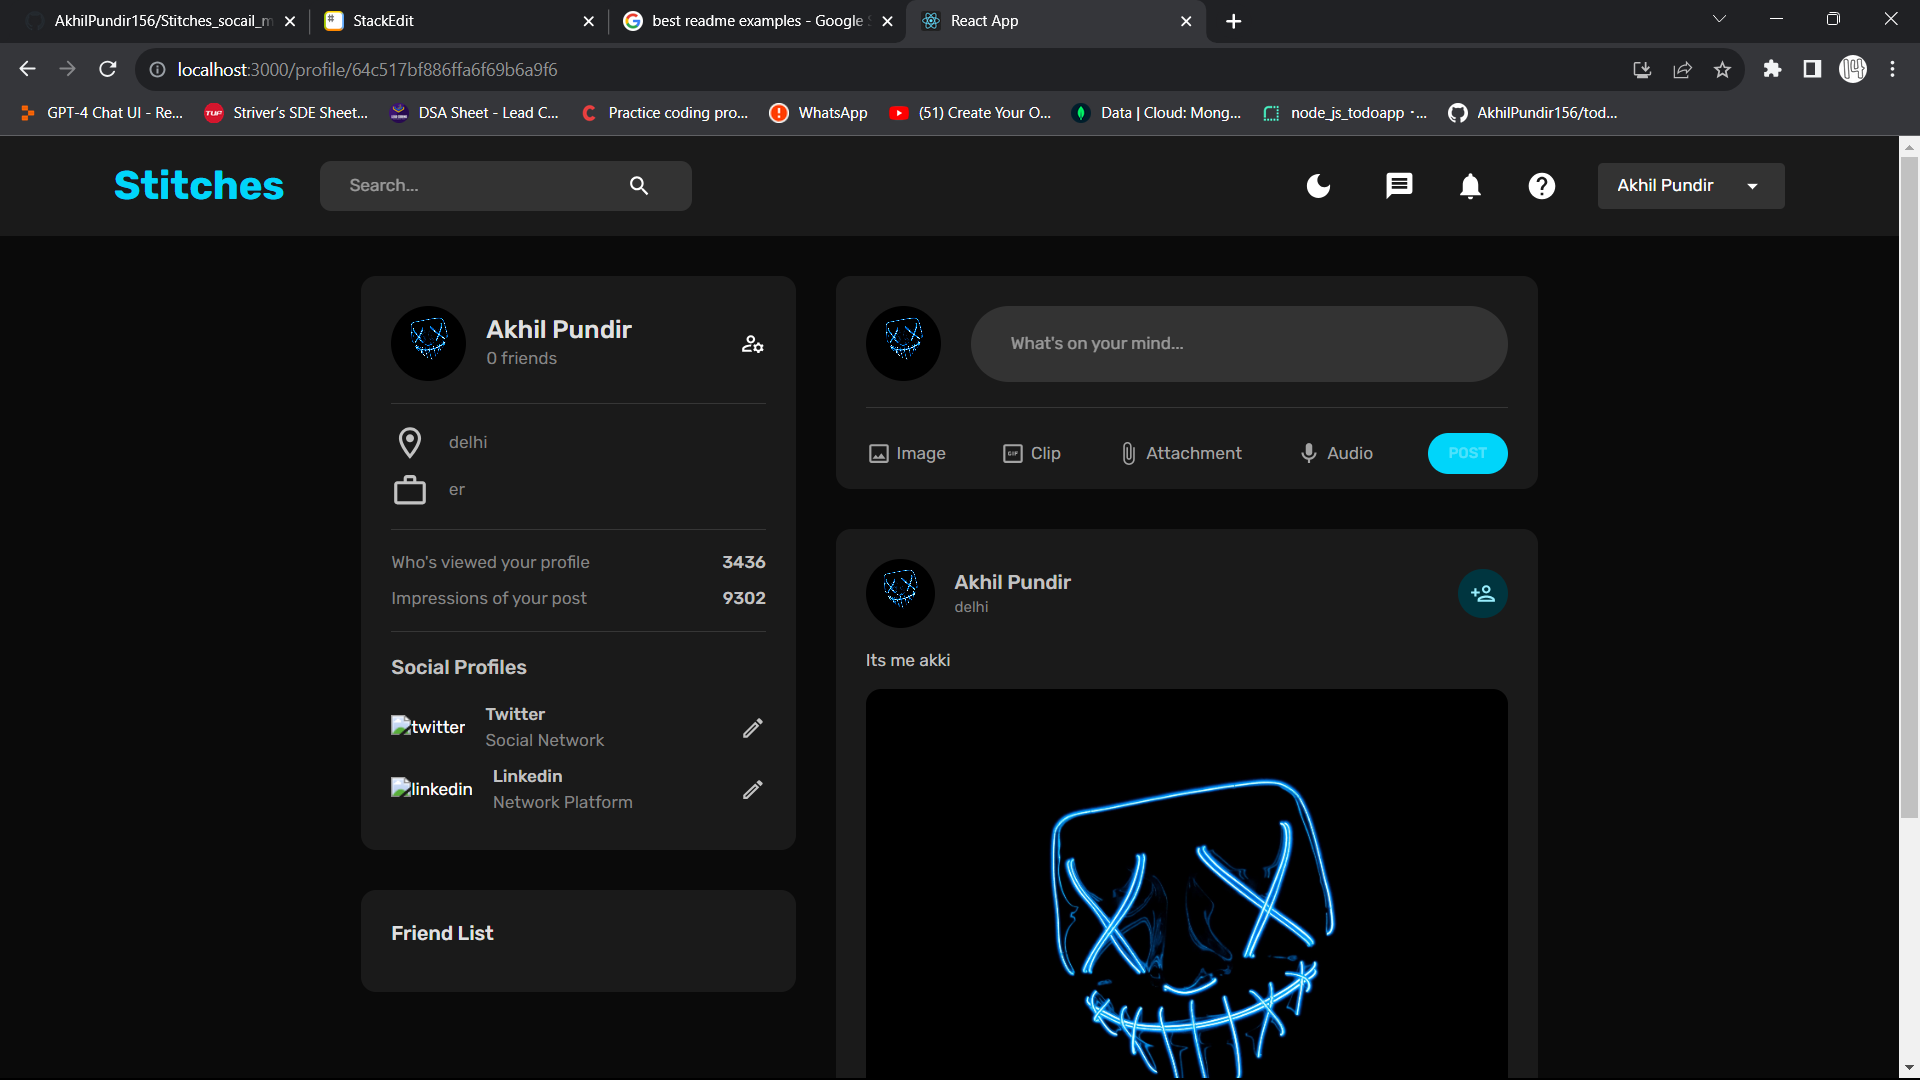 AkhilPundir156/Stitches_socail_m
StackEdit
best readme examples - Google S
React App
localhost:3000/profile/64c517bf886ffa6f69b6a9f6
GPT-4 Chat UI - Re...
TUF
Striver's SDE Sheet...
DSA Sheet - Lead C...
Practice coding pro...
WhatsApp
(51) Create Your O...
Data | Cloud: Mong...
node_js_todoapp · ...
AkhilPundir156/tod...
Stitches
Search...
Akhil Pundir
Akhil Pundir
0 friends
delhi
er
Who's viewed your profile
3436
Impressions of your post
9302
Social Profiles
twitter
Twitter
Social Network
linkedin
Linkedin
Network Platform
Friend List
What's on your mind...
Image
GIF
Clip
Attachment
Audio
POST
Akhil Pundir
delhi
Its me akki